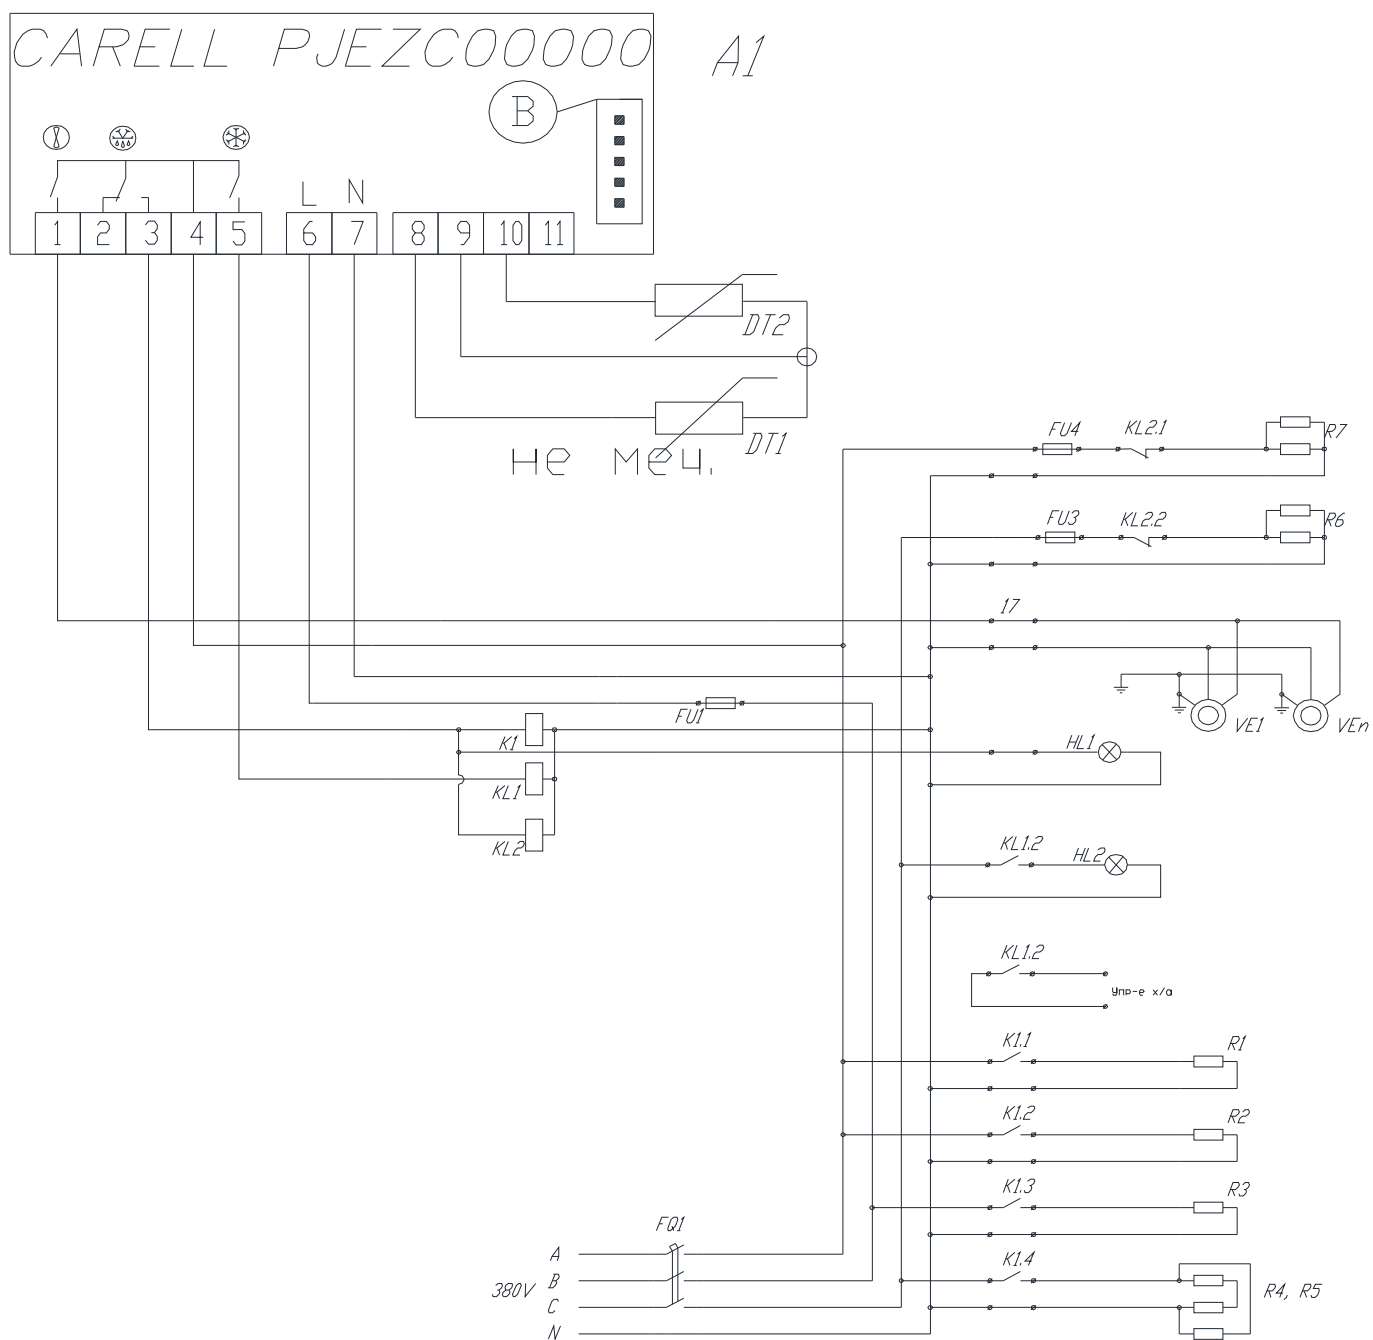 CARELL PJEZC00000
A1
B
L N
1 2 3 4 5 6 7 8 9 10 11
DT2
DT1
не меч.
FU4 KL2.1
R7
FU3 KL2.2
R6
17
FU1
VE1 VEn
K1
HL1
KL1
KL2
KL1.2 HL2
KL1.2
Упр-е х/а
K1.1 R1
K1.2 R2
K1.3 R3
FQ1
A
K1.4
380V B
R4, R5
C
N